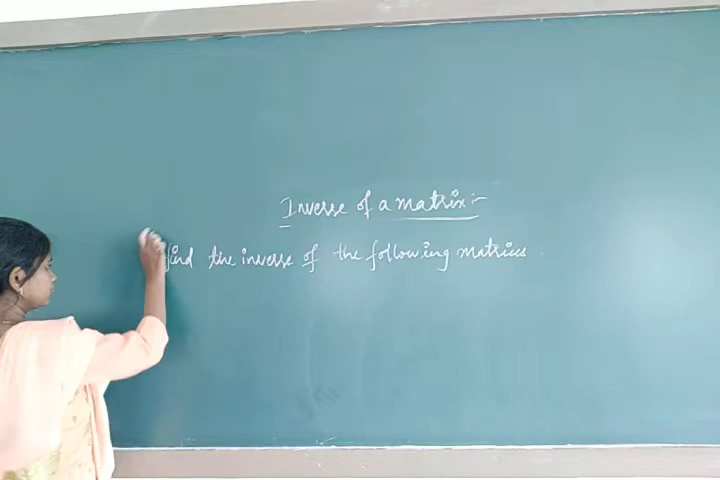 Inverse of a matrix:-
find the inverse of the following matrices.